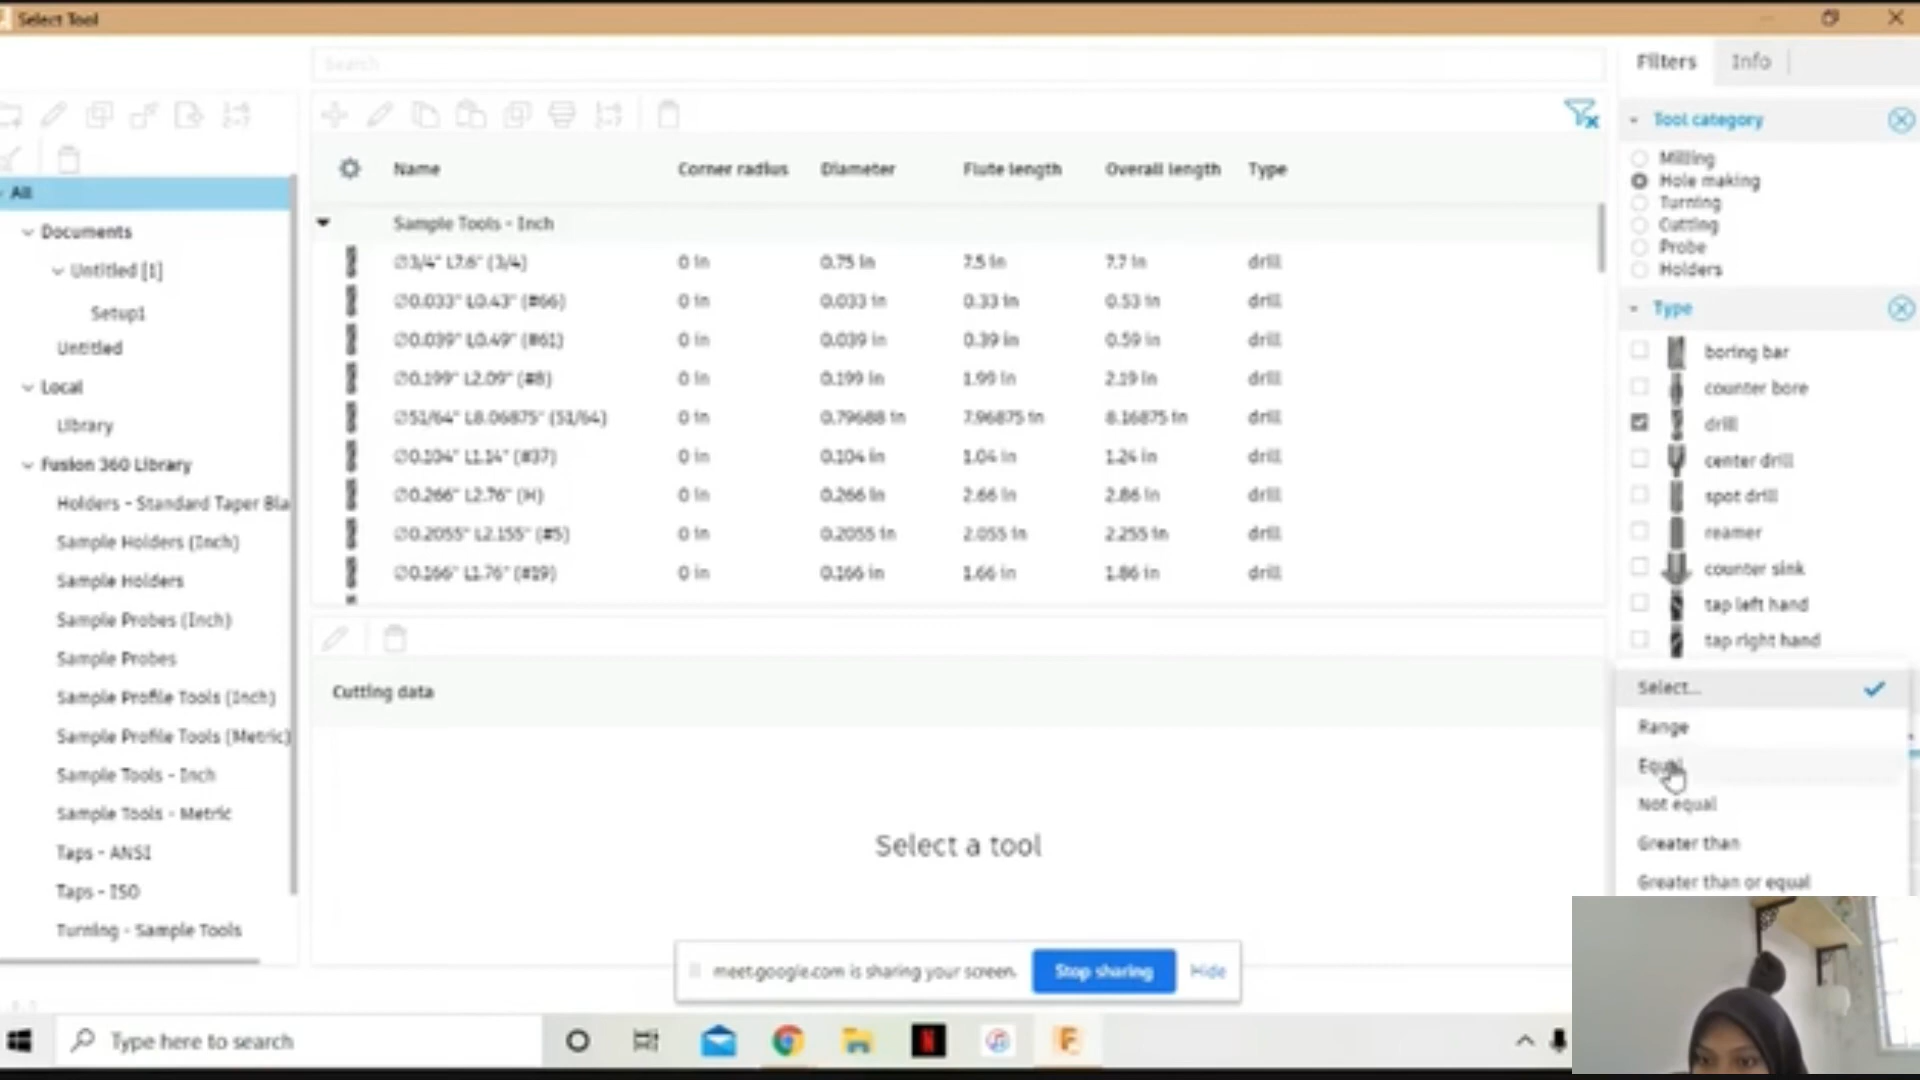 Select Tool
Search
Filters
Info
Tool category
Milling
Hole making
Turning
Cutting
Probe
Holders
Type
boring bar
counter bore
drill
center drill
spot drill
reamer
counter sink
tap left hand
tap right hand
Select...
Range
Equal
Not equal
Greater than
Greater than or equal
All
Documents
Untitled [1]
Setup1
Untitled
Local
Library
Fusion 360 Library
Holders - Standard Taper Bla
Sample Holders (Inch)
Sample Holders
Sample Probes (Inch)
Sample Probes
Sample Profile Tools (Inch)
Sample Profile Tools (Metric)
Sample Tools - Inch
Sample Tools - Metric
Taps - ANSI
Taps - ISO
Turning - Sample Tools
Name Corner radius Diameter Flute length Overall length Type
Sample Tools - Inch
∅3/4" L7.6" (3/4) 0 in 0.75 in 7.5 in 7.7 in drill
∅0.033" L0.43" (#66) 0 in 0.033 in 0.33 in 0.53 in drill
∅0.039" L0.49" (#61) 0 in 0.039 in 0.39 in 0.59 in drill
∅0.199" L2.09" (#8) 0 in 0.199 in 1.99 in 2.19 in drill
∅51/64" L8.06875" (51/64) 0 in 0.79688 in 7.96875 in 8.16875 in drill
∅0.104" L1.14" (#37) 0 in 0.104 in 1.04 in 1.24 in drill
∅0.266" L2.76" (H) 0 in 0.266 in 2.66 in 2.86 in drill
∅0.2055" L2.155" (#5) 0 in 0.2055 in 2.055 in 2.255 in drill
∅0.166" L1.76" (#19) 0 in 0.166 in 1.66 in 1.86 in drill
Cutting data
Select a tool
meet.google.com is sharing your screen.
Stop sharing
Hide
Type here to search